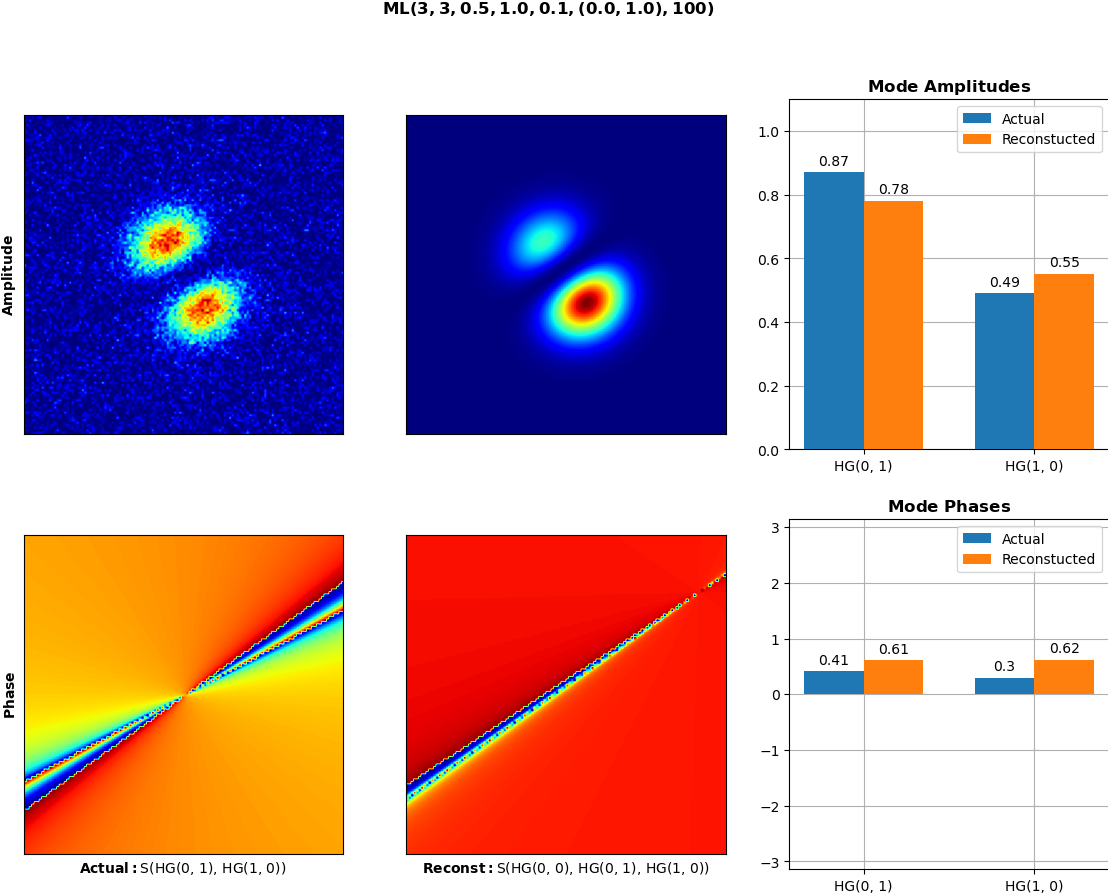 ML(3, 3, 0.5, 1.0, 0.1, (0.0, 1.0), 100)
Amplitude
Mode Amplitudes
Actual
Reconstucted
1.0
0.8
0.6
0.4
0.2
0.0
0.87
0.78
0.49
0.55
HG(0, 1)
HG(1, 0)
Phase
Actual: S(HG(0, 1), HG(1, 0))
Reconst: S(HG(0, 0), HG(0, 1), HG(1, 0))
Mode Phases
Actual
Reconstucted
3
2
1
0
−1
−2
−3
0.41
0.61
0.3
0.62
HG(0, 1)
HG(1, 0)